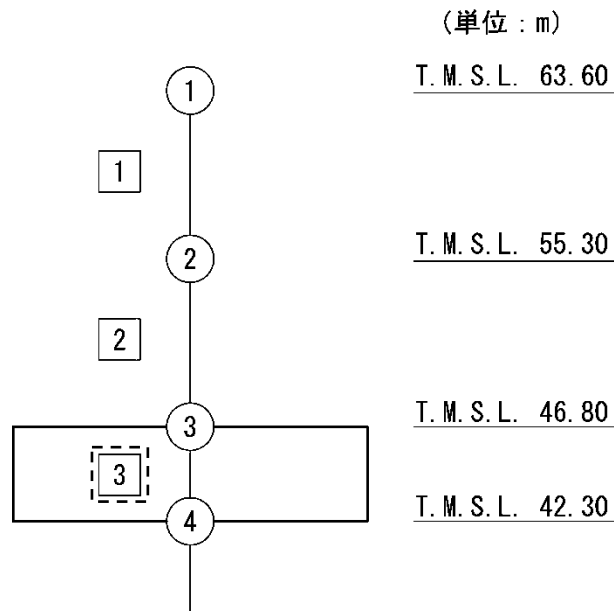 (単位:m)
① T.M.S.L. 63.60
1
② T.M.S.L. 55.30
2
③ T.M.S.L. 46.80
3
④ T.M.S.L. 42.30